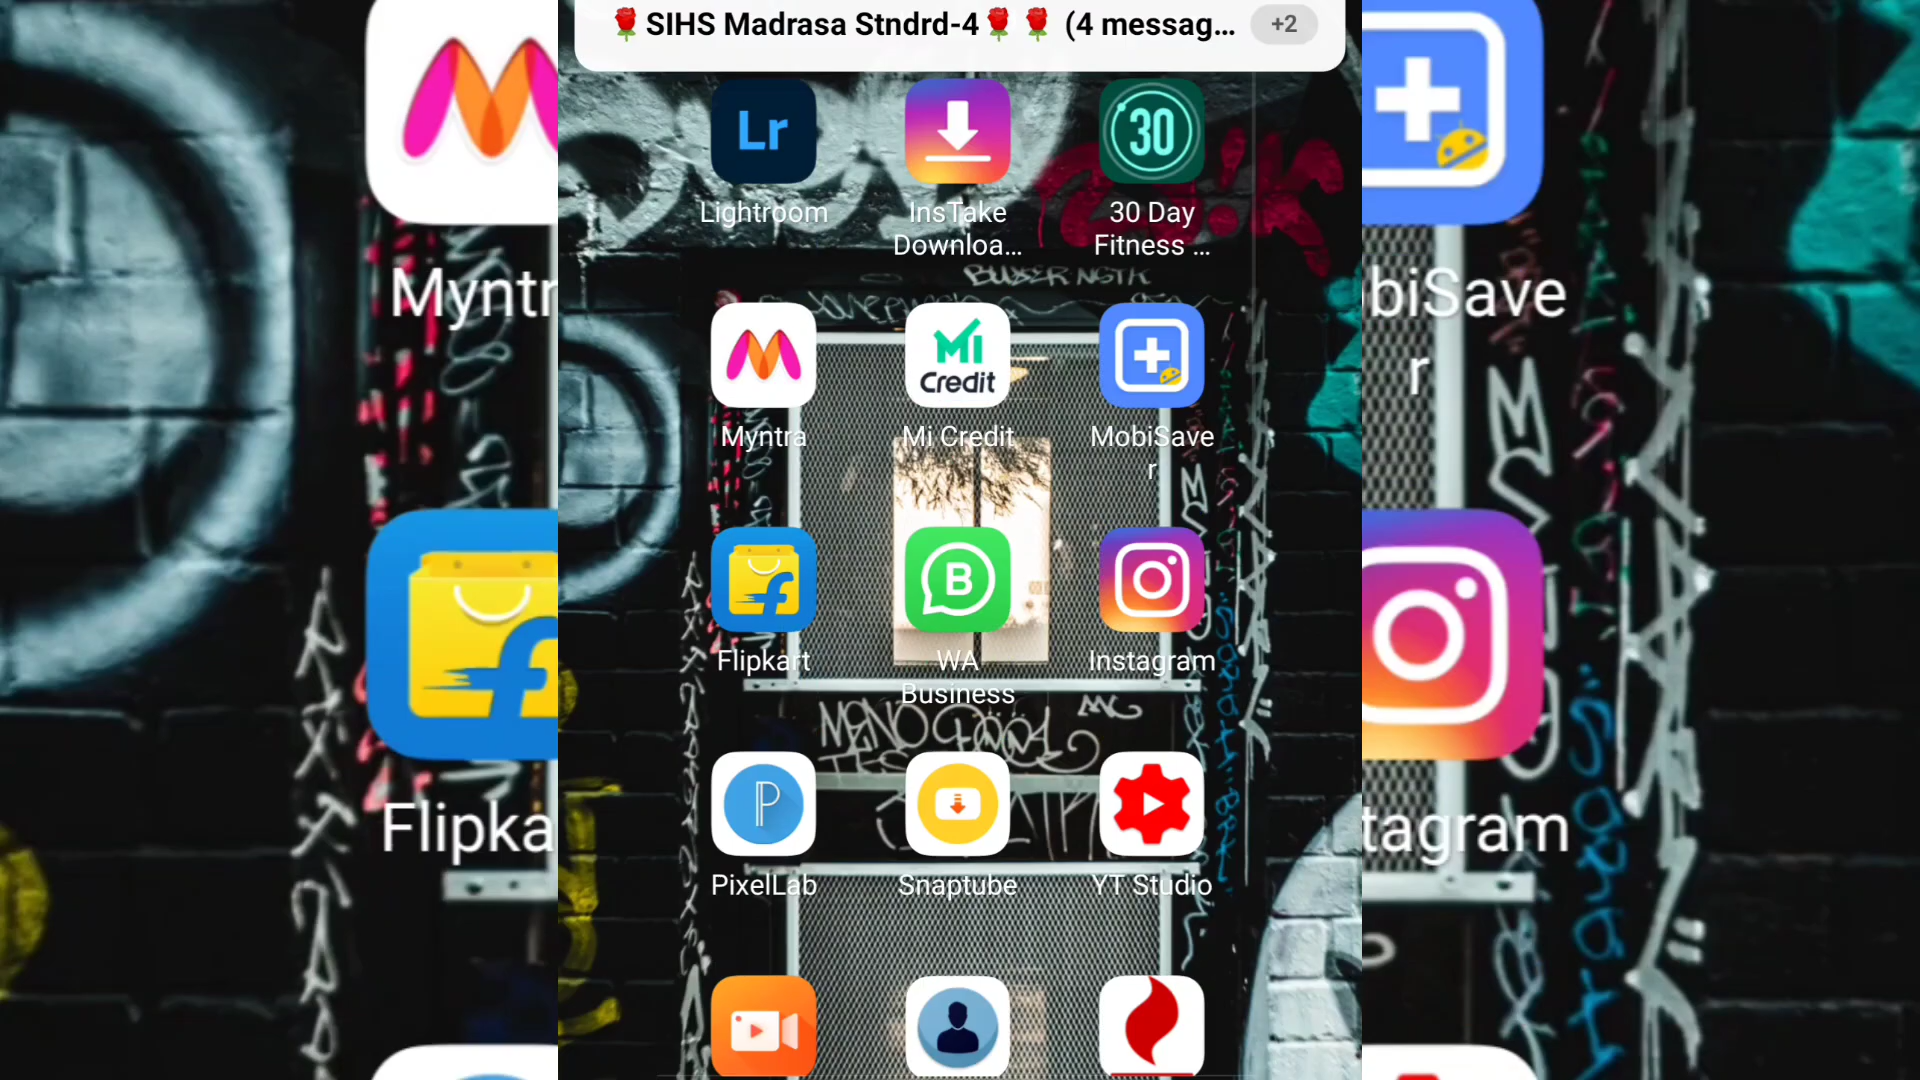 🌹SIHS Madrasa Stndrd-4🌹🌹 (4 messag... +2
Lr
30
Lightroom
InsTake
Downloa...
30 Day
Fitness ...
Mi
Credit
Myntra
Mi Credit
MobiSave
r
B
Flipkart
WA
Business
Instagram
MENO
P
PixelLab
Snaptube
YT Studio
Myntr
biSave
r
Flipka
tagram